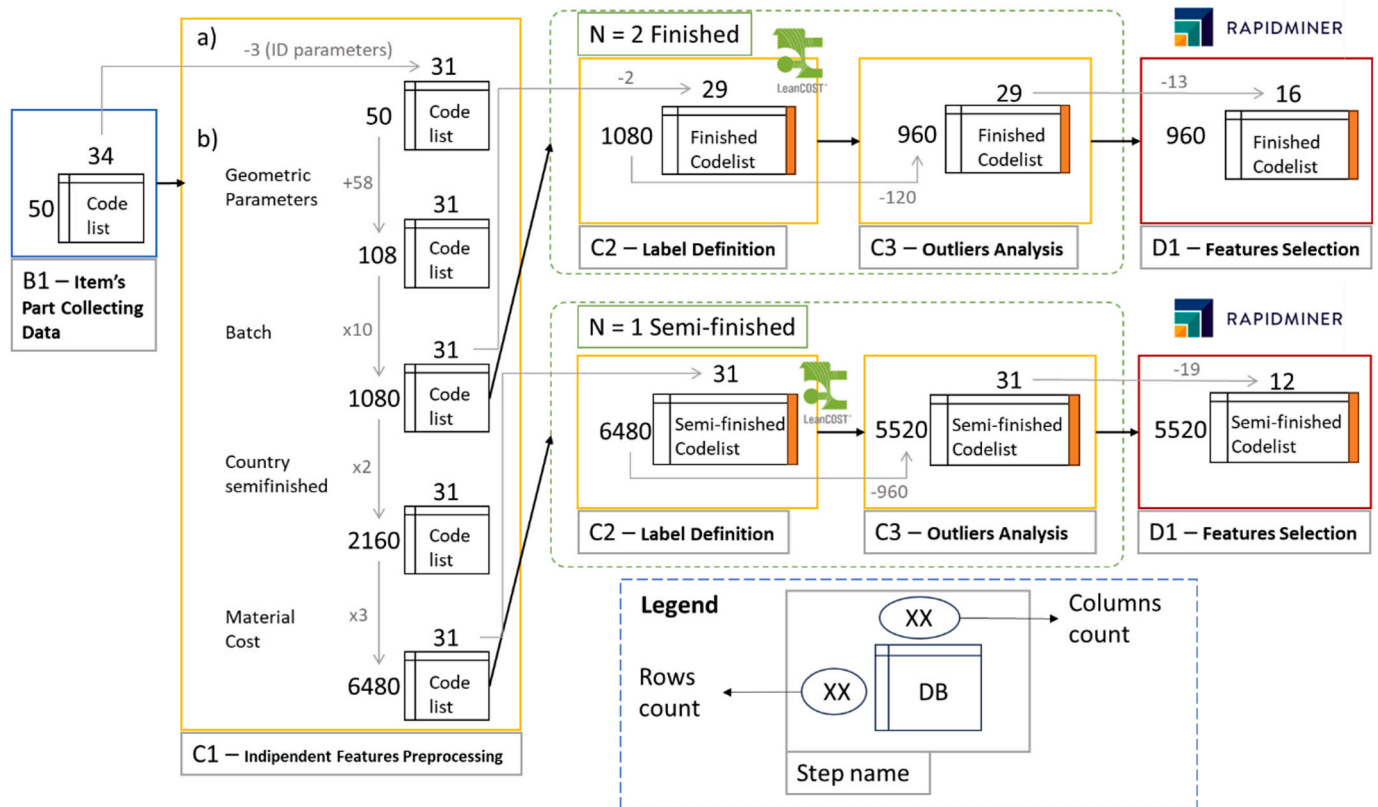 a)
-3 (ID parameters)
31
50
Code
list
34
50
Code
list
B1 – Item's
Part Collecting
Data
b)
Geometric
Parameters
+58
31
108
Code
list
Batch
x10
31
1080
Code
list
Country
semifinished
x2
31
2160
Code
list
Material
Cost
x3
31
6480
Code
list
C1 – Indipendent Features Preprocessing
N = 2 Finished
LeanCOST
-2
29
1080
Finished
Codelist
-120
C2 – Label Definition
29
960
Finished
Codelist
C3 – Outliers Analysis
RAPIDMINER
-13
16
960
Finished
Codelist
D1 – Features Selection
N = 1 Semi-finished
LeanCOST
31
6480
Semi-finished
Codelist
-960
C2 – Label Definition
31
5520
Semi-finished
Codelist
C3 – Outliers Analysis
RAPIDMINER
-19
12
5520
Semi-finished
Codelist
D1 – Features Selection
Legend
XX
Columns
count
Rows
count
XX
DB
Step name